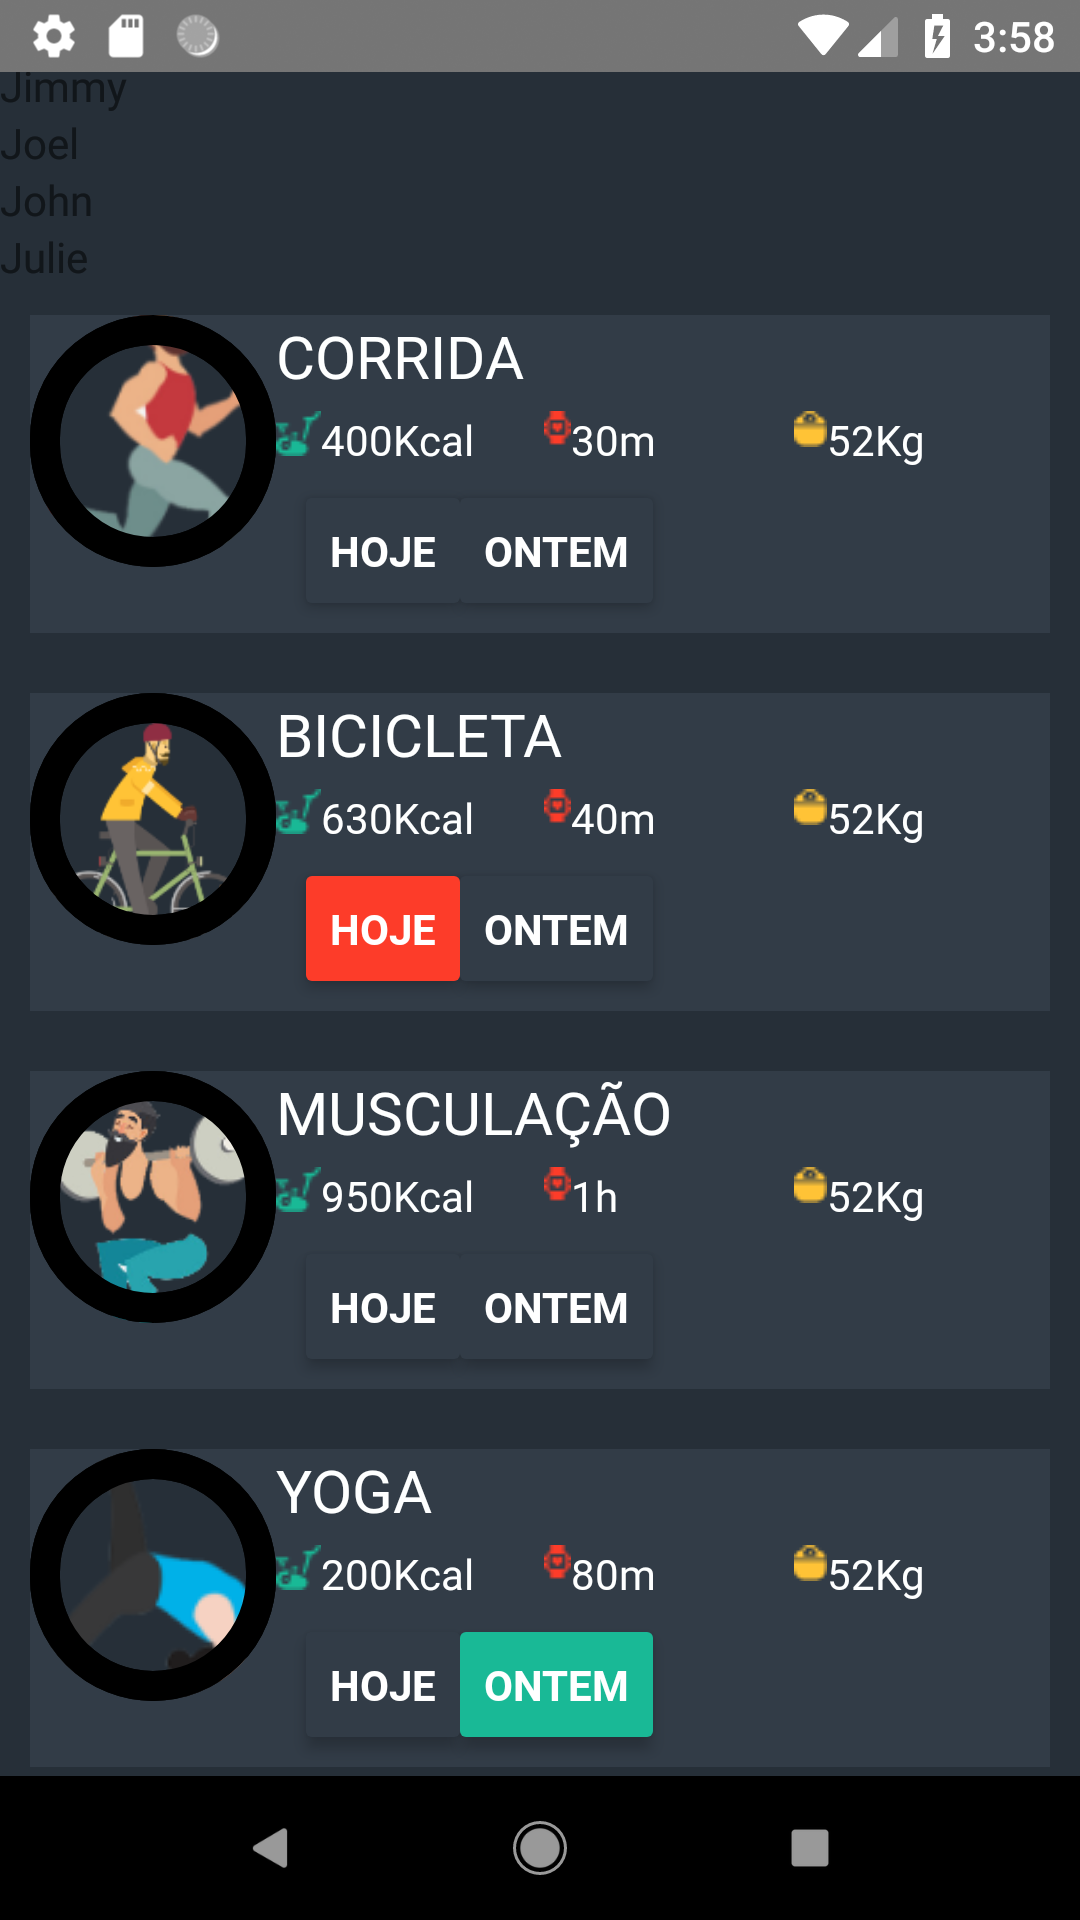 3:58
Jimmy
Joel
John
Julie
CORRIDA
400Kcal 30m 52Kg
HOJE ONTEM
BICICLETA
630Kcal 40m 52Kg
HOJE ONTEM
MUSCULAÇÃO
950Kcal 1h 52Kg
HOJE ONTEM
YOGA
200Kcal 80m 52Kg
HOJE ONTEM